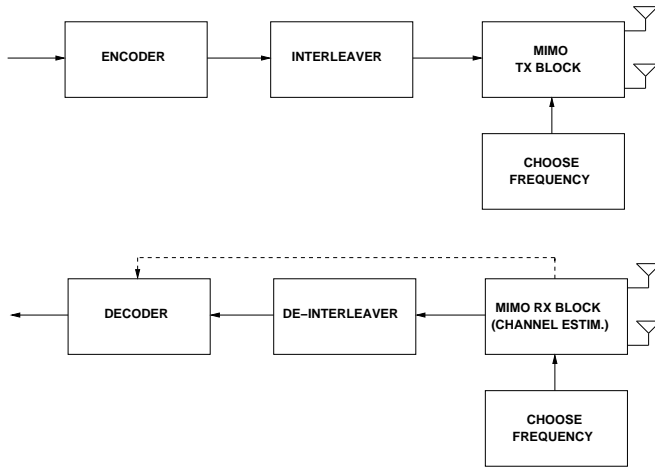 ENCODER
INTERLEAVER
MIMO
TX BLOCK
CHOOSE
FREQUENCY
DECODER
DE−INTERLEAVER
MIMO RX BLOCK
(CHANNEL ESTIM.)
CHOOSE
FREQUENCY